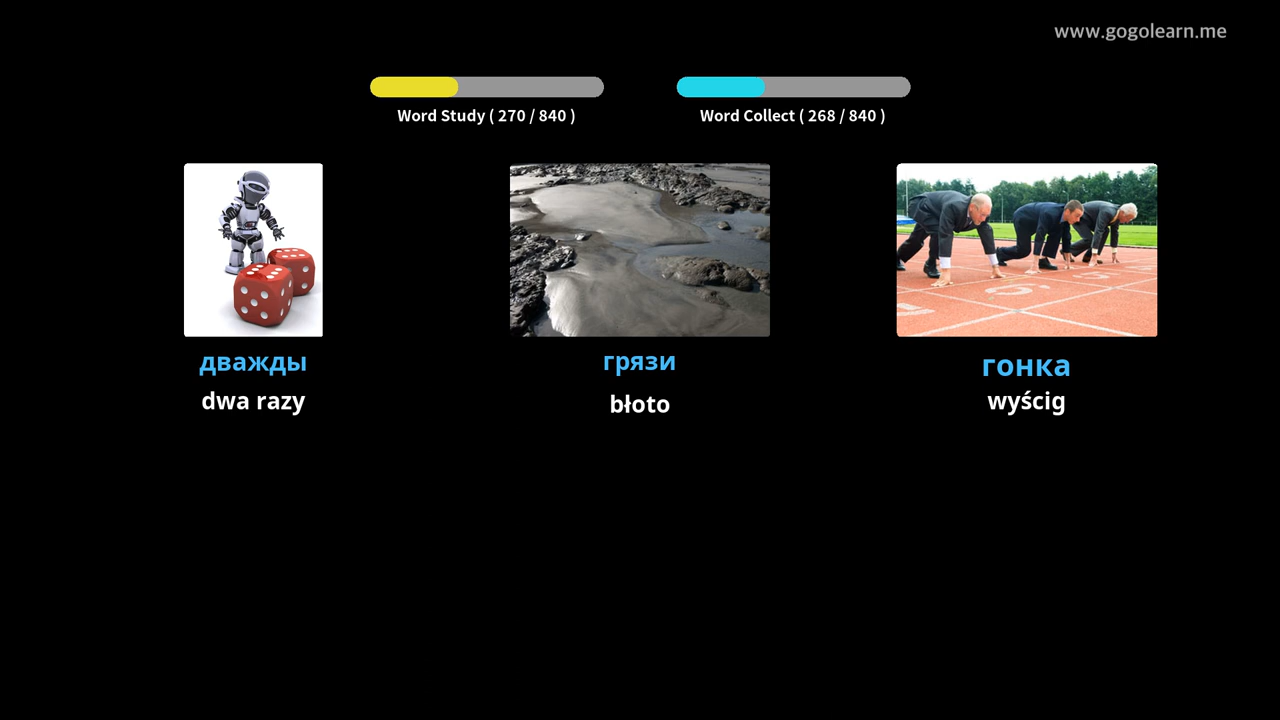 www.gogolearn.me
Word Study ( 270 / 840 )
Word Collect ( 268 / 840 )
дважды
грязи
гонка
dwa razy
błoto
wyścig